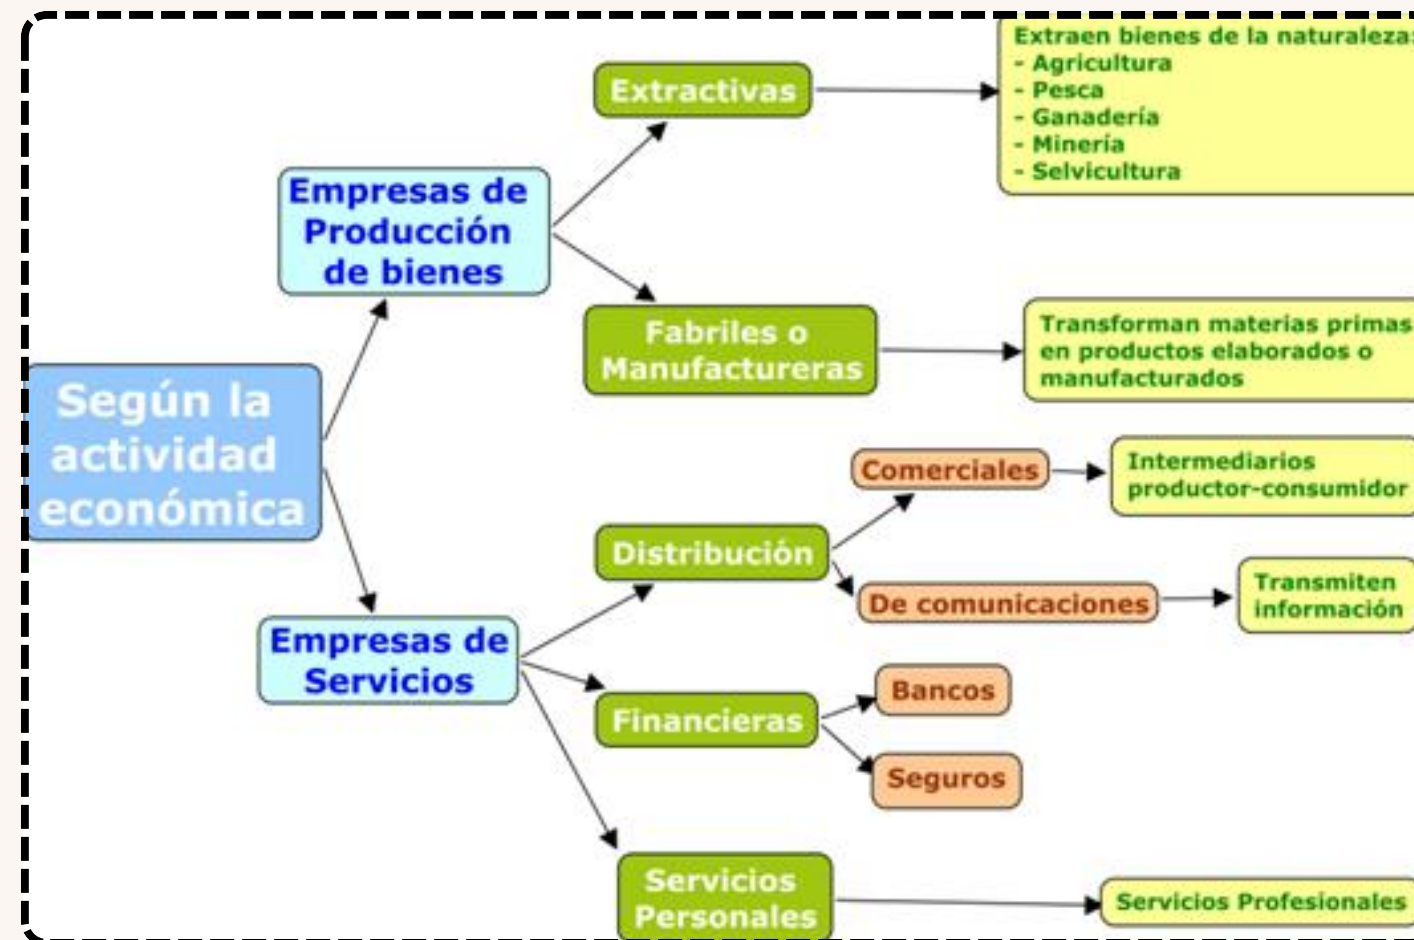 Según la
actividad
económica
Empresas de
Producción
de bienes
Extractivas
Extraen bienes de la naturaleza:
- Agricultura
- Pesca
- Ganadería
- Minería
- Selvicultura
Fabriles o
Manufactureras
Transforman materias primas
en productos elaborados o
manufacturados
Empresas de
Servicios
Distribución
Comerciales
Intermediarios
productor-consumidor
De comunicaciones
Transmiten
información
Financieras
Bancos
Seguros
Servicios
Personales
Servicios Profesionales